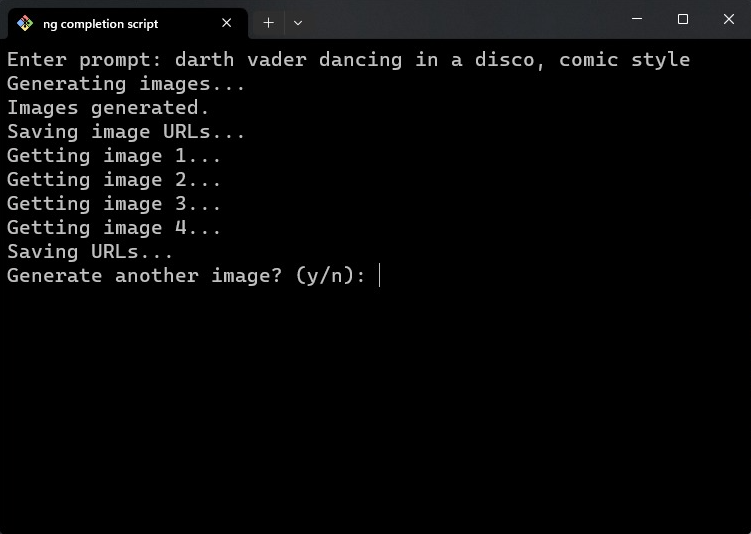 ng completion script
Enter prompt: darth vader dancing in a disco, comic style
Generating images...
Images generated.
Saving image URLs...
Getting image 1...
Getting image 2...
Getting image 3...
Getting image 4...
Saving URLs...
Generate another image? (y/n):